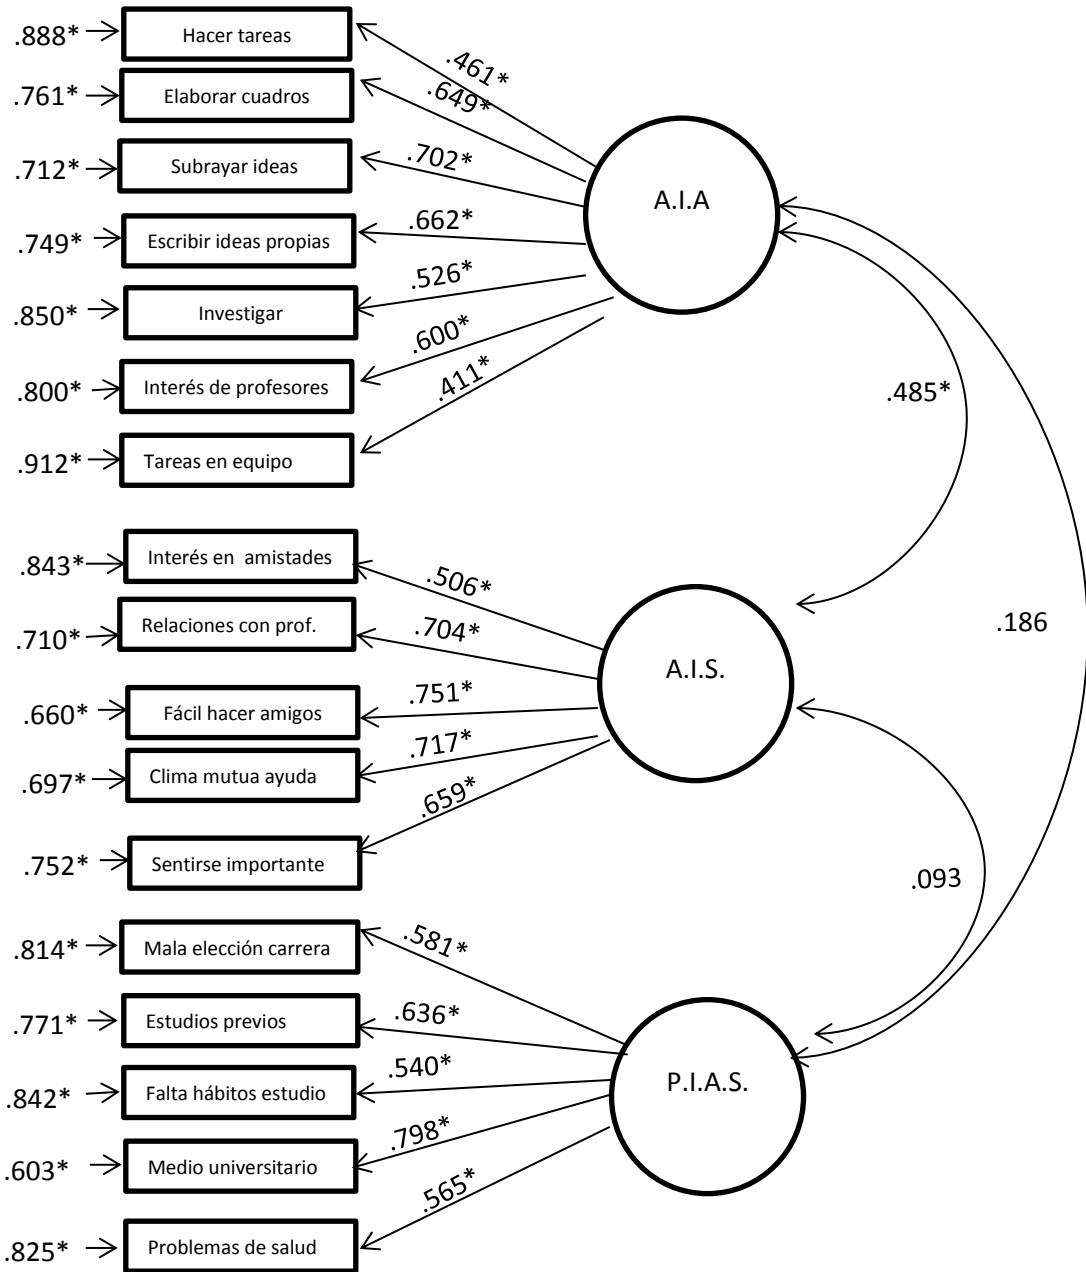 .888* Hacer tareas .461*
.761* Elaborar cuadros .649*
.712* Subrayar ideas .702*
A.I.A
.749* Escribir ideas propias .662*
.850* Investigar .526*
.800* Interés de profesores .600*
.485*
.912* Tareas en equipo .411*
.843* Interés en amistades .506*
.710* Relaciones con prof. .704*
.186
A.I.S.
.660* Fácil hacer amigos .751*
.697* Clima mutua ayuda .717*
.752* Sentirse importante .659*
.093
.814* Mala elección carrera .581*
.771* Estudios previos .636*
P.I.A.S.
.842* Falta hábitos estudio .540*
.603* Medio universitario .798*
.825* Problemas de salud .565*